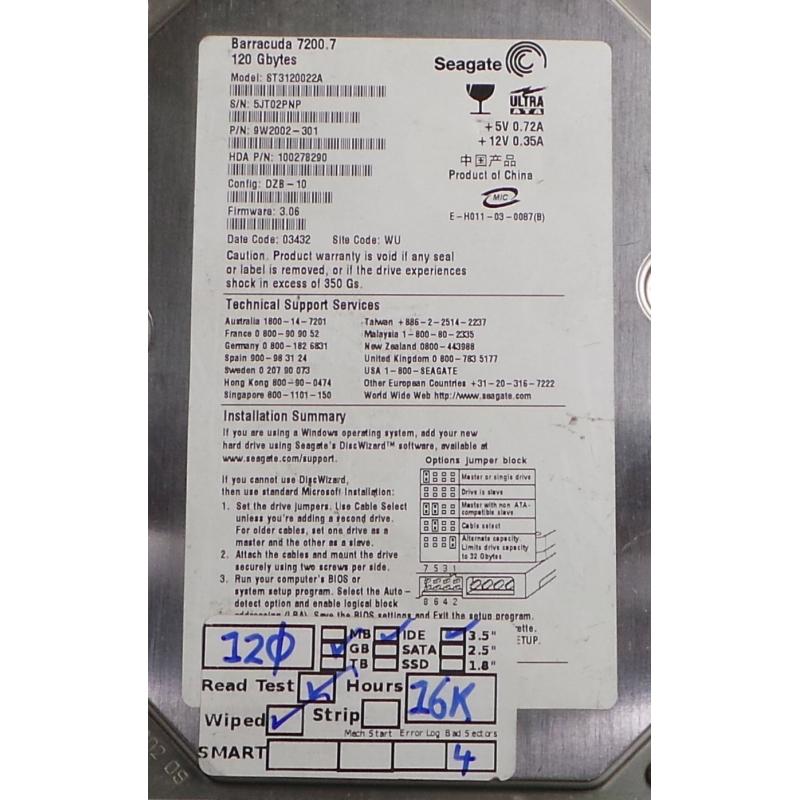 Barracuda 7200.7
120 Gbytes
Model: ST3120022A
S/N: 5JT02PNP
P/N: 9W2002-301
HDA P/N: 100278290
Config: DZB-10
Firmware: 3.06
Date Code: 03432 Site Code: WU
Seagate
ULTRA
ATA
+5V 0.72A
+12V 0.35A
中国产品
Product of China
MIC
E-H011-03-0087(B)
Caution. Product warranty is void if any seal
or label is removed, or if the drive experiences
shock in excess of 350 Gs.
Technical Support Services
Australia 1800-14-7201
France 0 800-90 90 52
Germany 0 800-182 6831
Spain 900-98 31 24
Sweden 0 207 90 073
Hong Kong 800-90-0474
Singapore 800-1101-150
Taiwan +886-2-2514-2237
Malaysia 1-800-80-2335
New Zealand 0800-443988
United Kingdom 0 800-783 5177
USA 1-800-SEAGATE
Other European Countries +31-20-316-7222
World Wide Web http://www.seagate.com
Installation Summary
If you are using a Windows operating system, add your new
hard drive using Seagate's DiscWizard™ software, available at
www.seagate.com/support.
If you cannot use DiscWizard,
then use standard Microsoft Installation:
1. Set the drive jumpers. Use Cable Select
unless you're adding a second drive.
For older cables, set one drive as a
master and the other as a slave.
2. Attach the cables and mount the drive
securely using two screws per side.
3. Run your computer's BIOS or
system setup program. Select the Auto-
detect option and enable logical block
addressing (LBA). Save the BIOS settings and Exit the setup program.
Options jumper block
Master or single drive
Drive is slave
Master with non ATA-
compatible slave
Cable select
Alternate capacity.
Limits drive capacity
to 32 Gbytes
7 5 3 1
8 6 4 2
ETUP.
120 MB IDE 3.5"
GB SATA 2.5"
TB SSD 1.8"
Read Test Hours 16K
Wiped Strip
Mech Start Error Log Bad Sectors
SMART 4